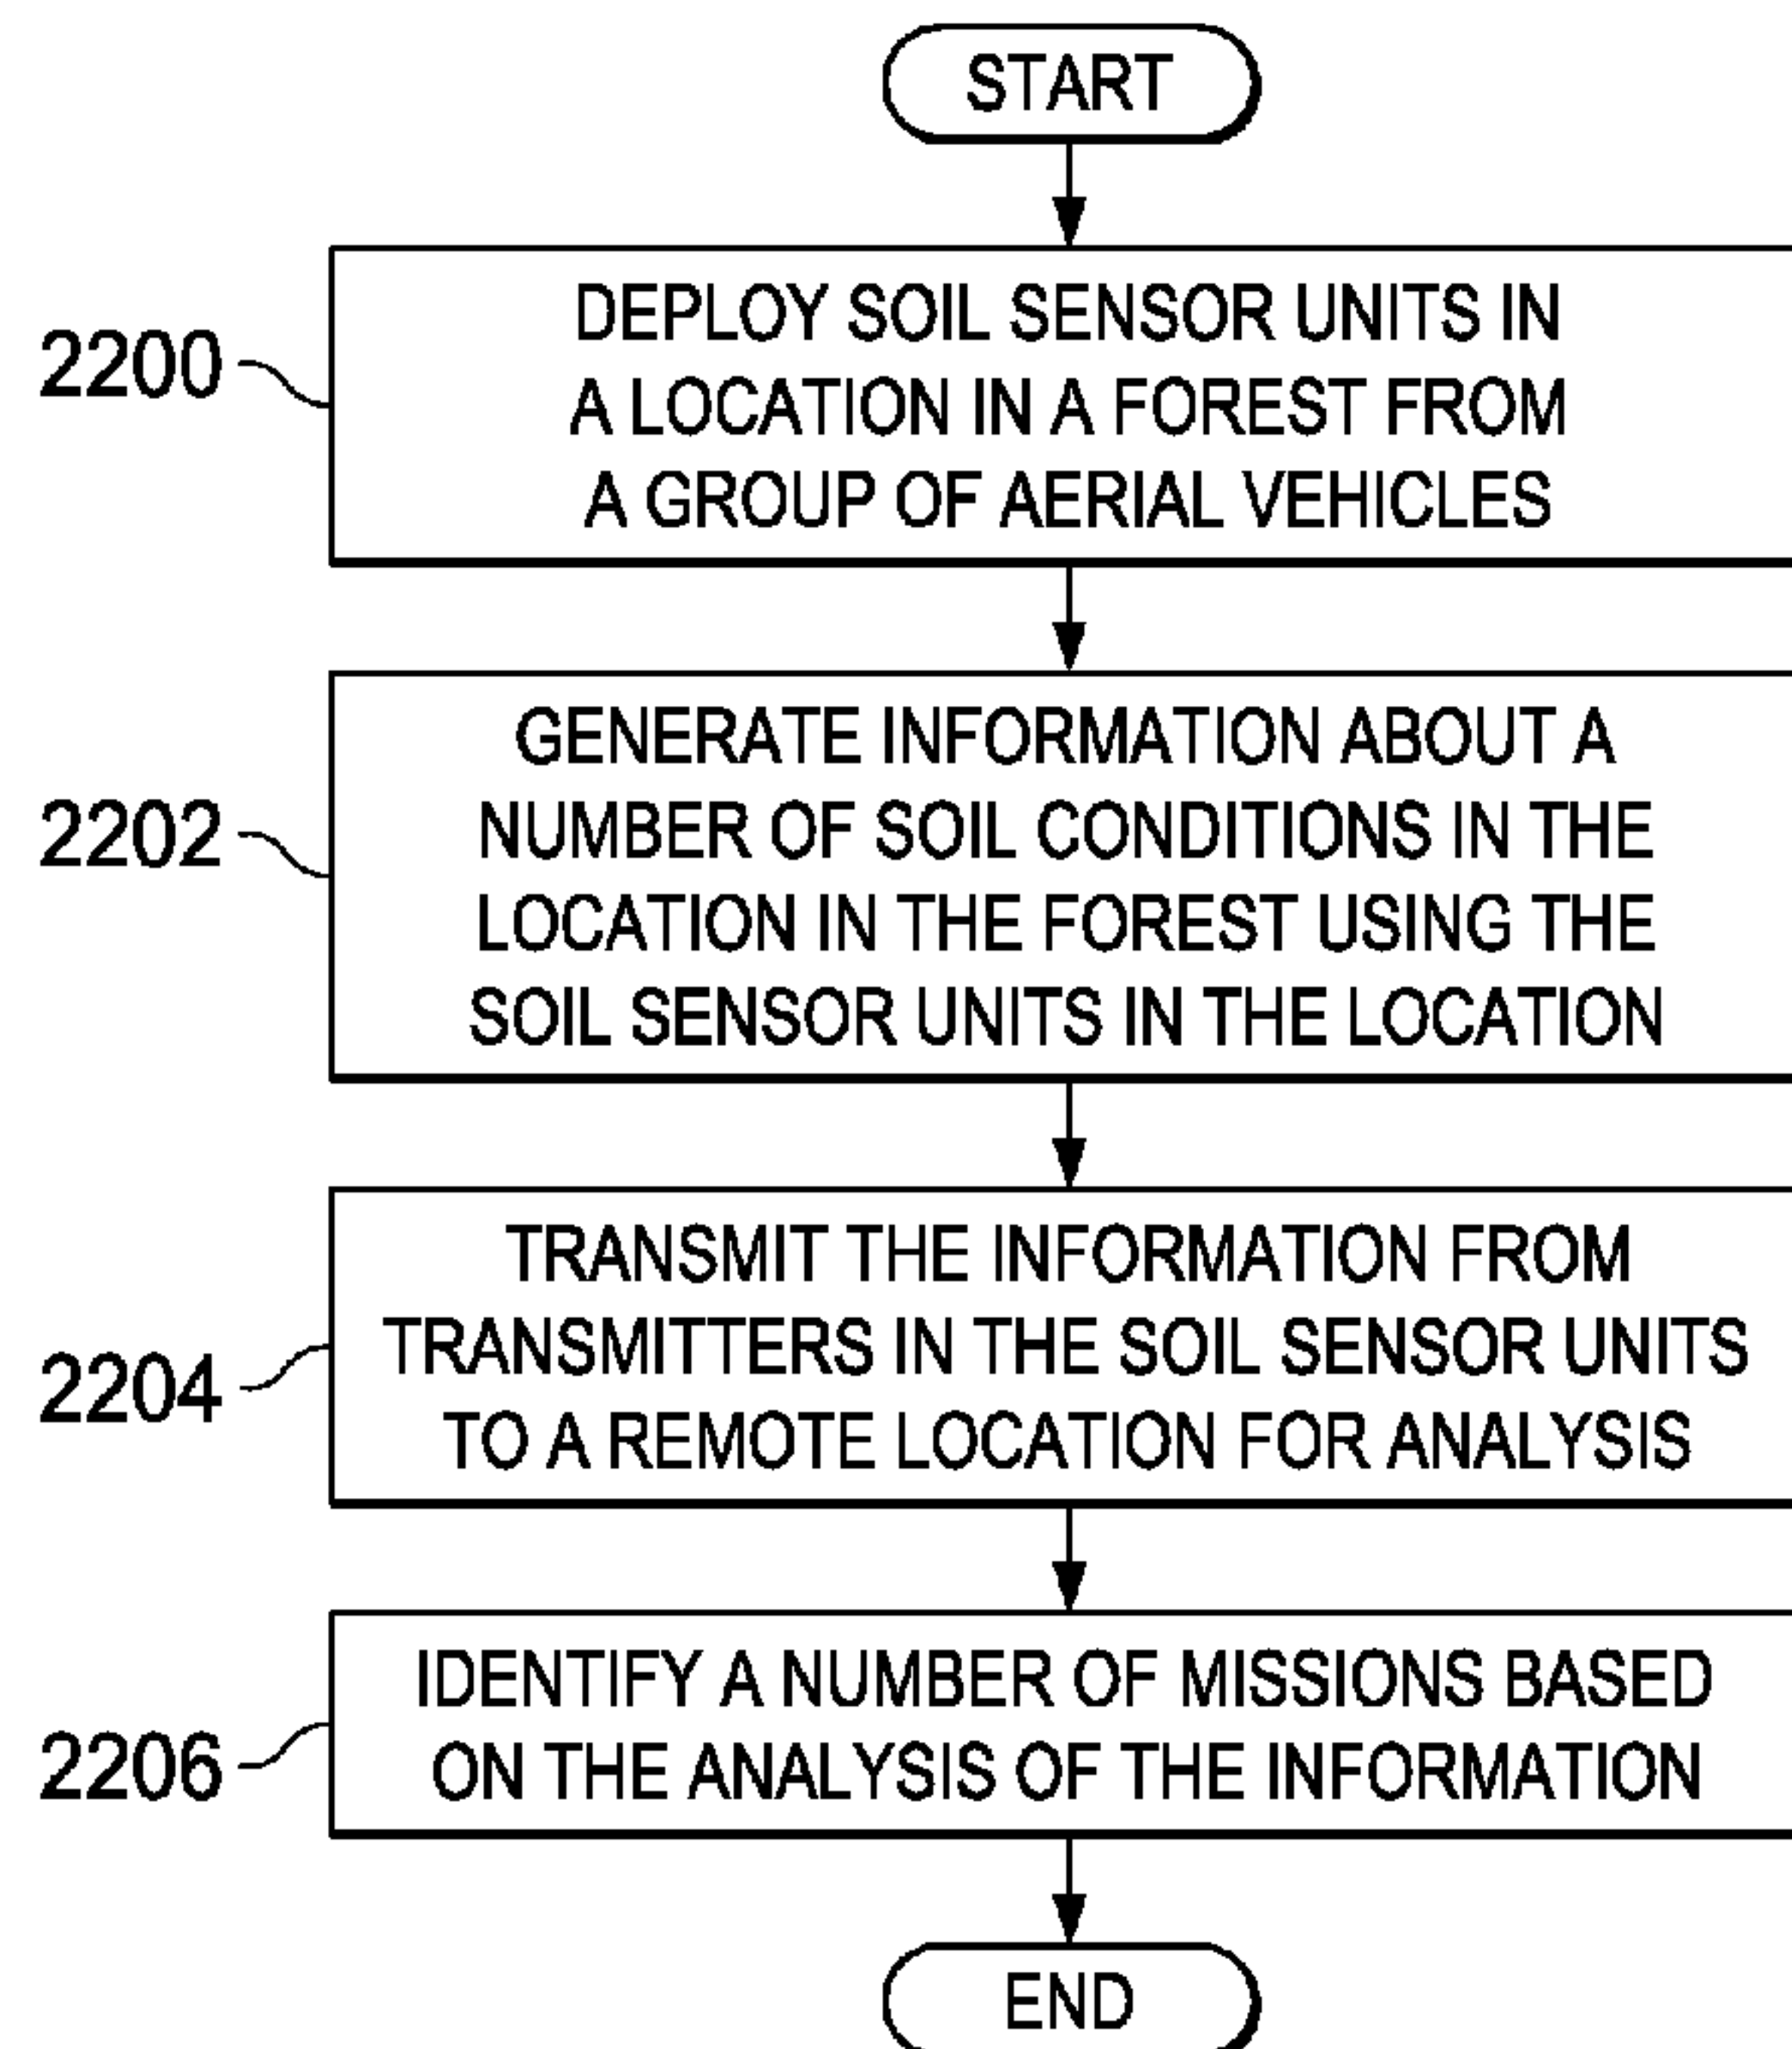 START
2200
DEPLOY SOIL SENSOR UNITS IN
A LOCATION IN A FOREST FROM
A GROUP OF AERIAL VEHICLES
2202
GENERATE INFORMATION ABOUT A
NUMBER OF SOIL CONDITIONS IN THE
LOCATION IN THE FOREST USING THE
SOIL SENSOR UNITS IN THE LOCATION
2204
TRANSMIT THE INFORMATION FROM
TRANSMITTERS IN THE SOIL SENSOR UNITS
TO A REMOTE LOCATION FOR ANALYSIS
2206
IDENTIFY A NUMBER OF MISSIONS BASED
ON THE ANALYSIS OF THE INFORMATION
END